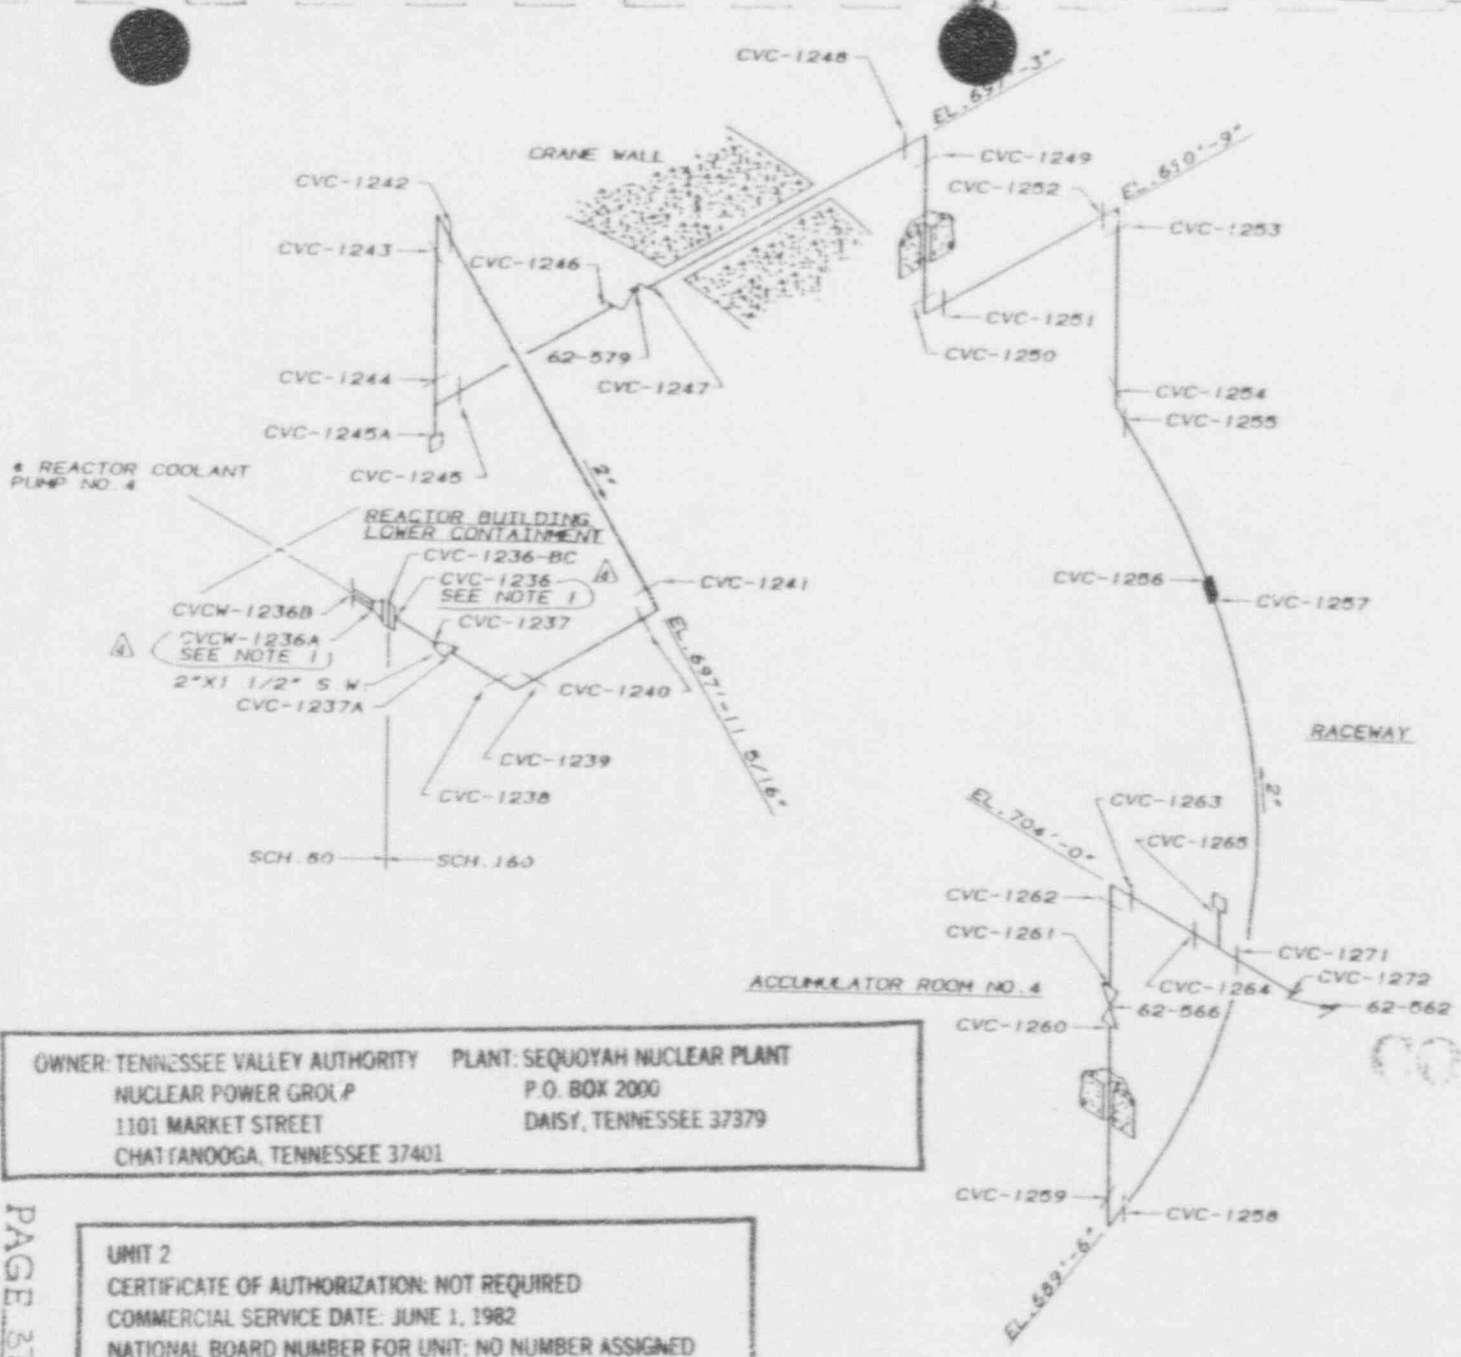 CVC-1248
EL.697'-3"
CRANE WALL
CVC-1249
CVC-1242
CVC-1252
EL.690'-9"
CVC-1243
CVC-1253
CVC-1246
CVC-1251
62-579
CVC-1250
CVC-1247
CVC-1244
CVC-1254
CVC-1255
CVC-1245A
* REACTOR COOLANT
PUMP NO.4
CVC-1245
2"
REACTOR BUILDING
LOWER CONTAINMENT
CVC-1236-BC
CVC-1236
SEE NOTE 1
4
CVC-1241
CVC-1256
CVC-1257
CVCW-1236B
CVC-1237
4
CVCW-1236A
SEE NOTE 1
2"X1 1/2" S.W.
CVC-1237A
CVC-1240
EL.697'-11 5/16"
CVC-1239
CVC-1238
RACEWAY
2"
EL.704'-0"
CVC-1263
CVC-1265
SCH.80
SCH.160
CVC-1262
CVC-1261
CVC-1271
CVC-1272
ACCUMULATOR ROOM NO.4
CVC-1264
62-566
62-562
CVC-1260
OWNER: TENNESSEE VALLEY AUTHORITY PLANT: SEQUOYAH NUCLEAR PLANT
NUCLEAR POWER GROUP P.O. BOX 2000
1101 MARKET STREET DAISY, TENNESSEE 37379
CHATTANOOGA, TENNESSEE 37401
CVC-1259
CVC-1258
EL.689'-6"
UNIT 2
CERTIFICATE OF AUTHORIZATION: NOT REQUIRED
COMMERCIAL SERVICE DATE: JUNE 1, 1982
NATIONAL BOARD NUMBER FOR UNIT: NO NUMBER ASSIGNED
PAGE